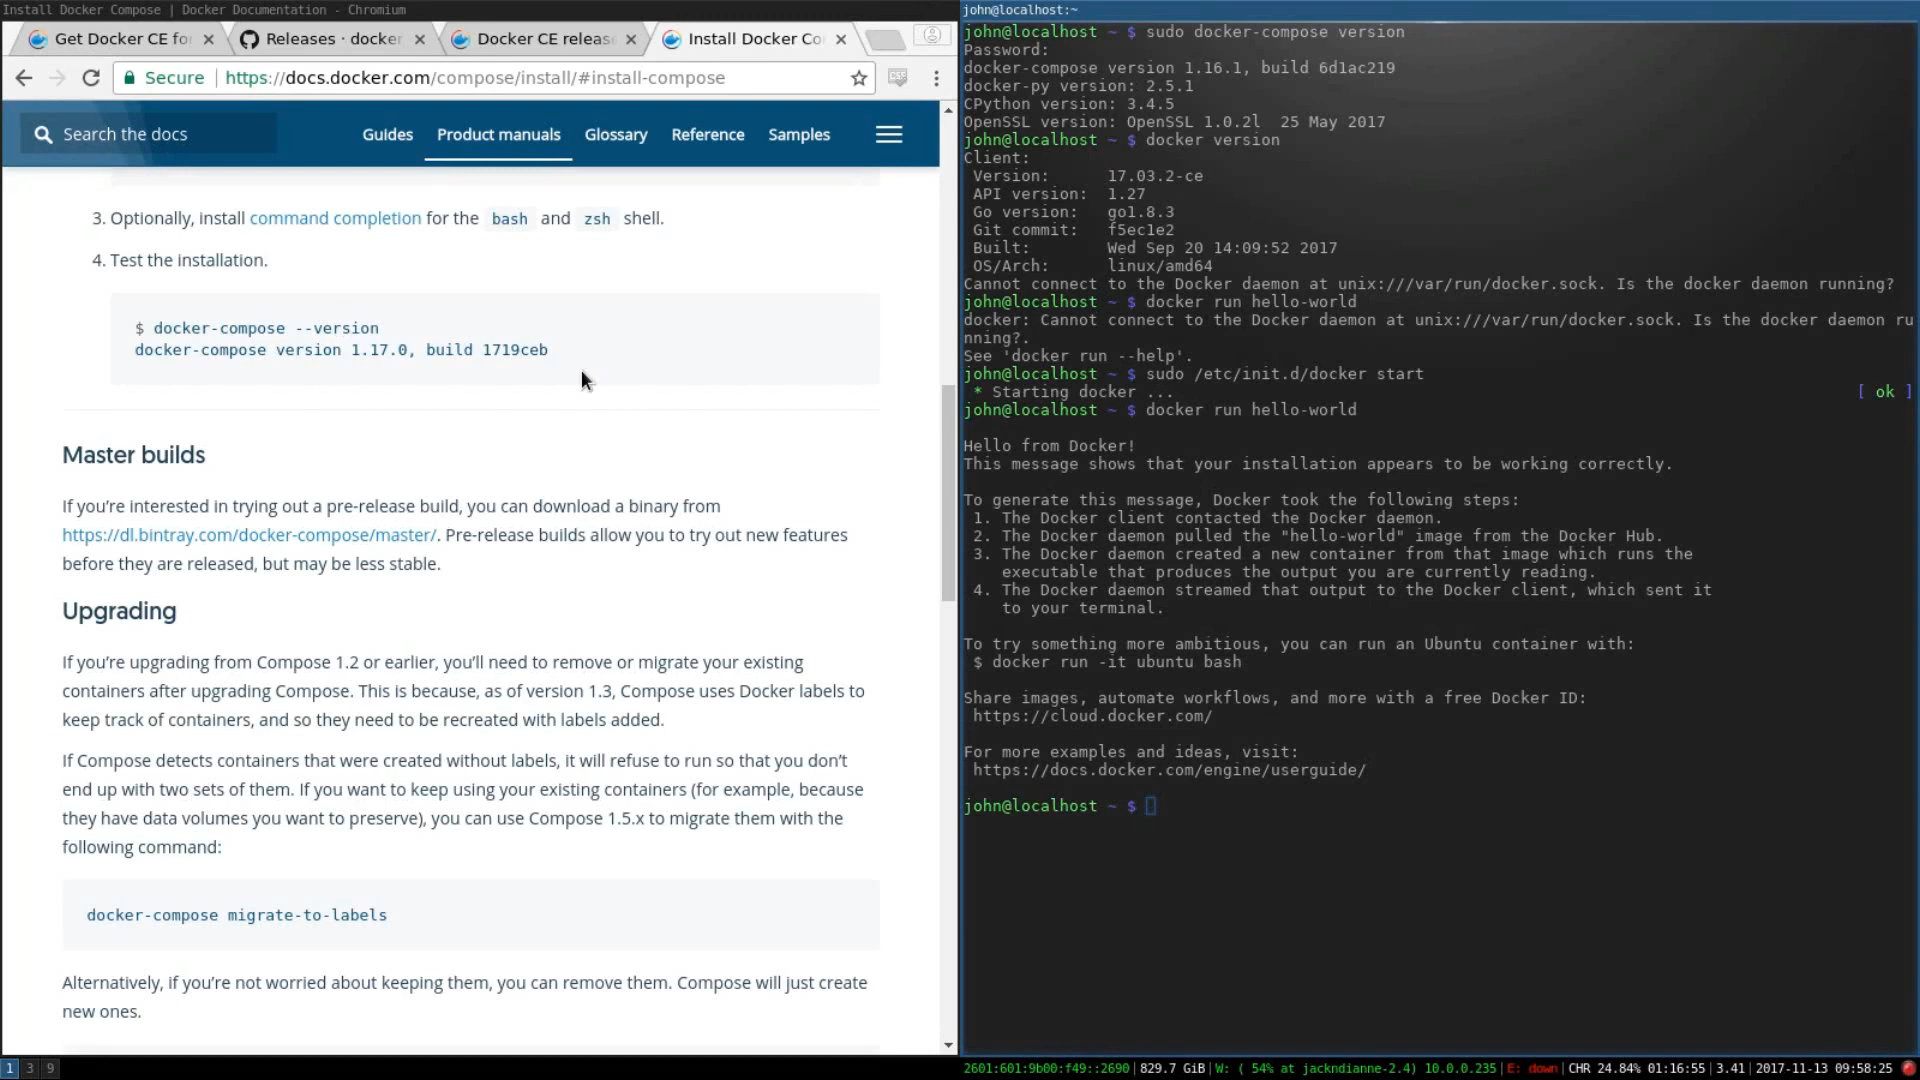 Install Docker Compose | Docker Documentation - Chromium
Get Docker CE fo
Releases · docker
Docker CE releas
Install Docker Co
Secure | https://docs.docker.com/compose/install/#install-compose
Search the docs
Guides
Product manuals
Glossary
Reference
Samples
3. Optionally, install command completion for the bash and zsh shell.
4. Test the installation.
$ docker-compose --version
docker-compose version 1.17.0, build 1719ceb
Master builds
If you’re interested in trying out a pre-release build, you can download a binary from
https://dl.bintray.com/docker-compose/master/. Pre-release builds allow you to try out new features
before they are released, but may be less stable.
Upgrading
If you’re upgrading from Compose 1.2 or earlier, you’ll need to remove or migrate your existing
containers after upgrading Compose. This is because, as of version 1.3, Compose uses Docker labels to
keep track of containers, and so they need to be recreated with labels added.
If Compose detects containers that were created without labels, it will refuse to run so that you don’t
end up with two sets of them. If you want to keep using your existing containers (for example, because
they have data volumes you want to preserve), you can use Compose 1.5.x to migrate them with the
following command:
docker-compose migrate-to-labels
Alternatively, if you’re not worried about keeping them, you can remove them. Compose will just create
new ones.
john@localhost:~
john@localhost ~ $ sudo docker-compose version
Password:
docker-compose version 1.16.1, build 6d1ac219
docker-py version: 2.5.1
CPython version: 3.4.5
OpenSSL version: OpenSSL 1.0.2l  25 May 2017
john@localhost ~ $ docker version
Client:
 Version:      17.03.2-ce
 API version:  1.27
 Go version:   go1.8.3
 Git commit:   f5ec1e2
 Built:        Wed Sep 20 14:09:52 2017
 OS/Arch:      linux/amd64
Cannot connect to the Docker daemon at unix:///var/run/docker.sock. Is the docker daemon running?
john@localhost ~ $ docker run hello-world
docker: Cannot connect to the Docker daemon at unix:///var/run/docker.sock. Is the docker daemon ru
nning?.
See 'docker run --help'.
john@localhost ~ $ sudo /etc/init.d/docker start
 * Starting docker ... [ ok ]
john@localhost ~ $ docker run hello-world
Hello from Docker!
This message shows that your installation appears to be working correctly.
To generate this message, Docker took the following steps:
 1. The Docker client contacted the Docker daemon.
 2. The Docker daemon pulled the "hello-world" image from the Docker Hub.
 3. The Docker daemon created a new container from that image which runs the
    executable that produces the output you are currently reading.
 4. The Docker daemon streamed that output to the Docker client, which sent it
    to your terminal.
To try something more ambitious, you can run an Ubuntu container with:
 $ docker run -it ubuntu bash
Share images, automate workflows, and more with a free Docker ID:
 https://cloud.docker.com/
For more examples and ideas, visit:
 https://docs.docker.com/engine/userguide/
john@localhost ~ $
1 3 9
2601:601:9b00:f49::2690|829.7 GiB|W: ( 54% at jackndianne-2.4) 10.0.0.235|E: down|CHR 24.84% 01:16:55|3.41|2017-11-13 09:58:25